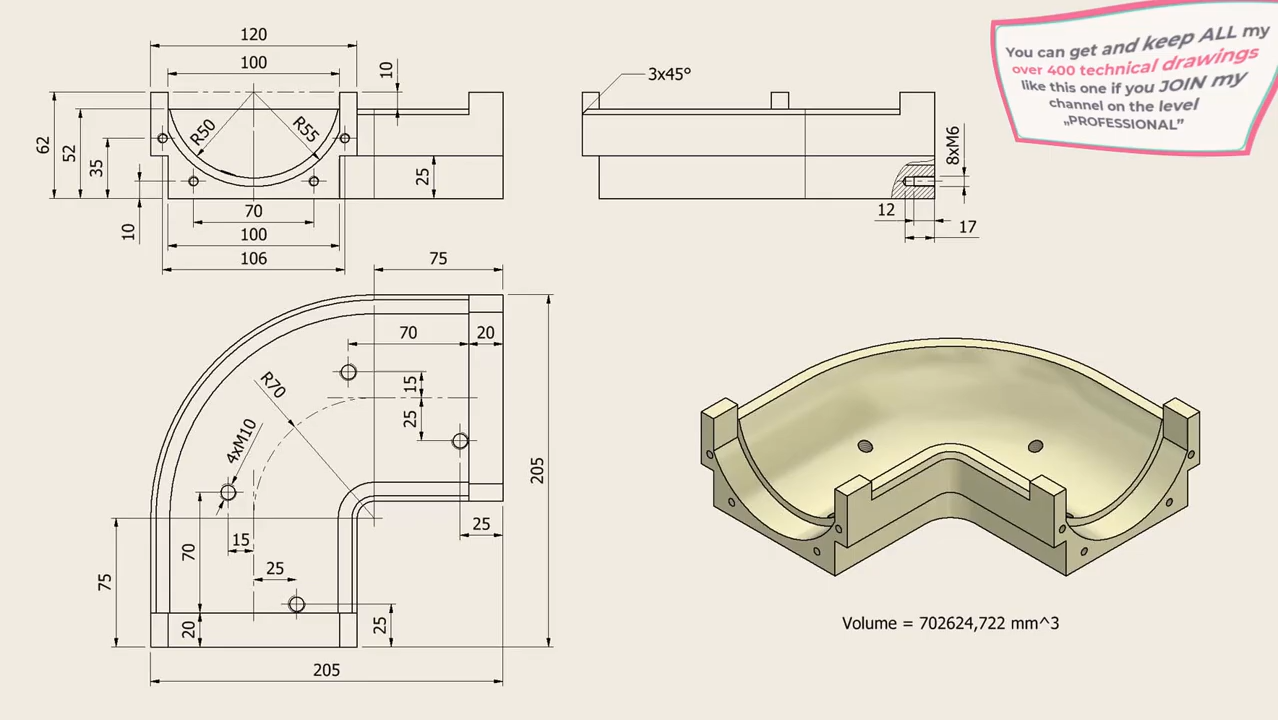 You can get and keep ALL my
over 400 technical drawings
like this one if you JOIN my
channel on the level
„PROFESSIONAL”
120
100
10
3x45°
R50
R55
62
52
35
25
8xM6
12
17
70
10
100
106
75
70
20
R70
15
25
4xM10
205
25
15
70
25
75
20
25
205
Volume = 702624,722 mm^3